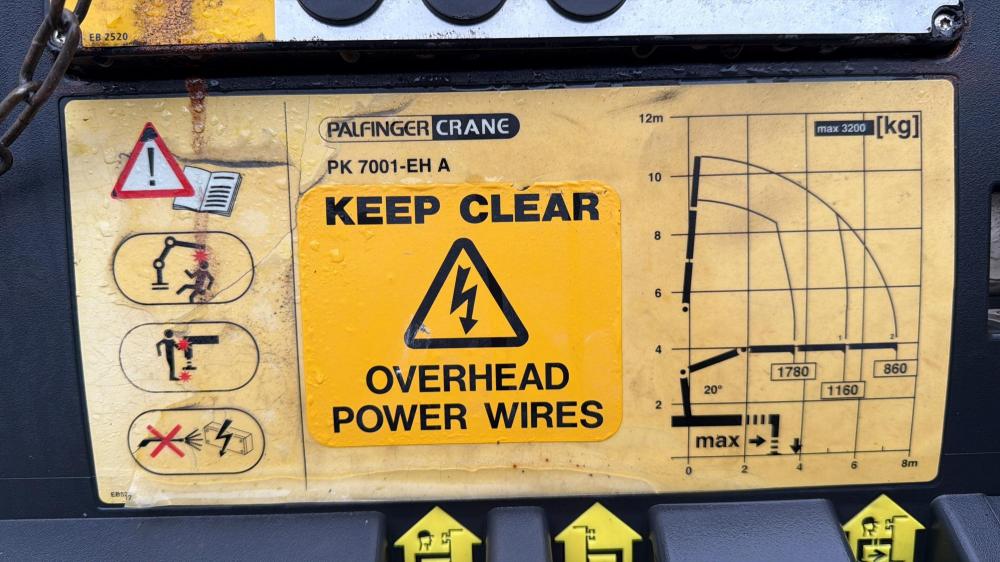 EB 2520
PALFINGER CRANE
PK 7001-EH A
KEEP CLEAR
OVERHEAD
POWER WIRES
12m
max 3200 [kg]
10
8
6
4
2
1 2
1780
1160
860
20°
max
0 2 4 6 8m